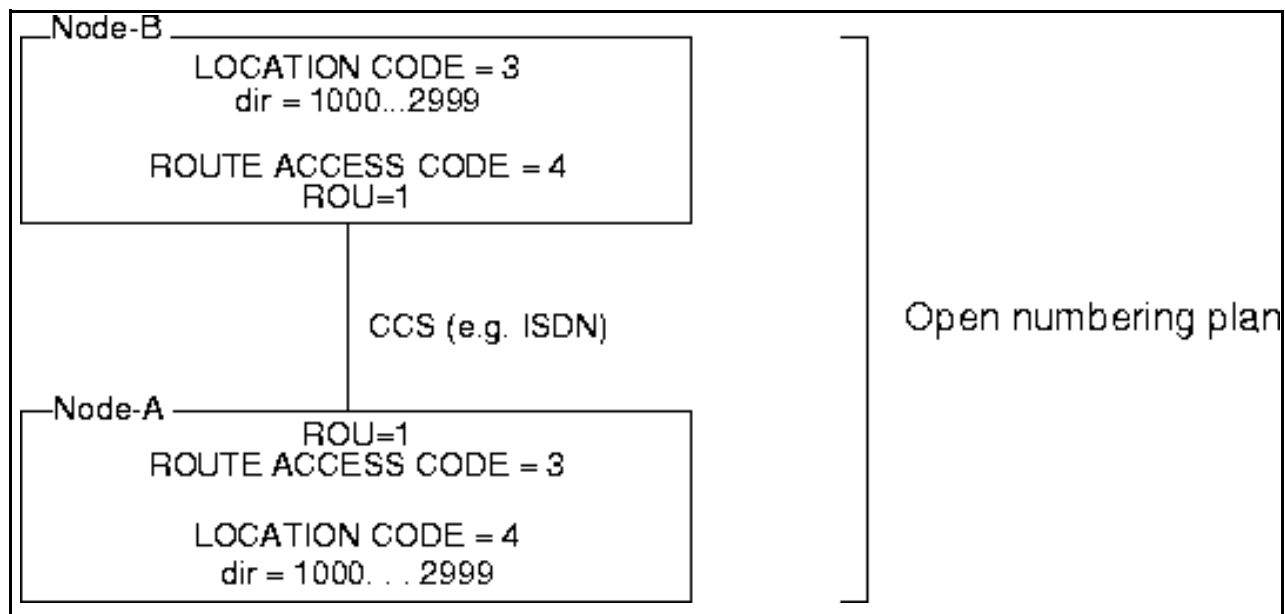 Node-B
LOCATION CODE = 3
dir = 1000...2999
ROUTE ACCESS CODE = 4
ROU=1
CCS (e.g. ISDN)
Open numbering plan
Node-A
ROU=1
ROUTE ACCESS CODE = 3
LOCATION CODE = 4
dir = 1000. . . 2999